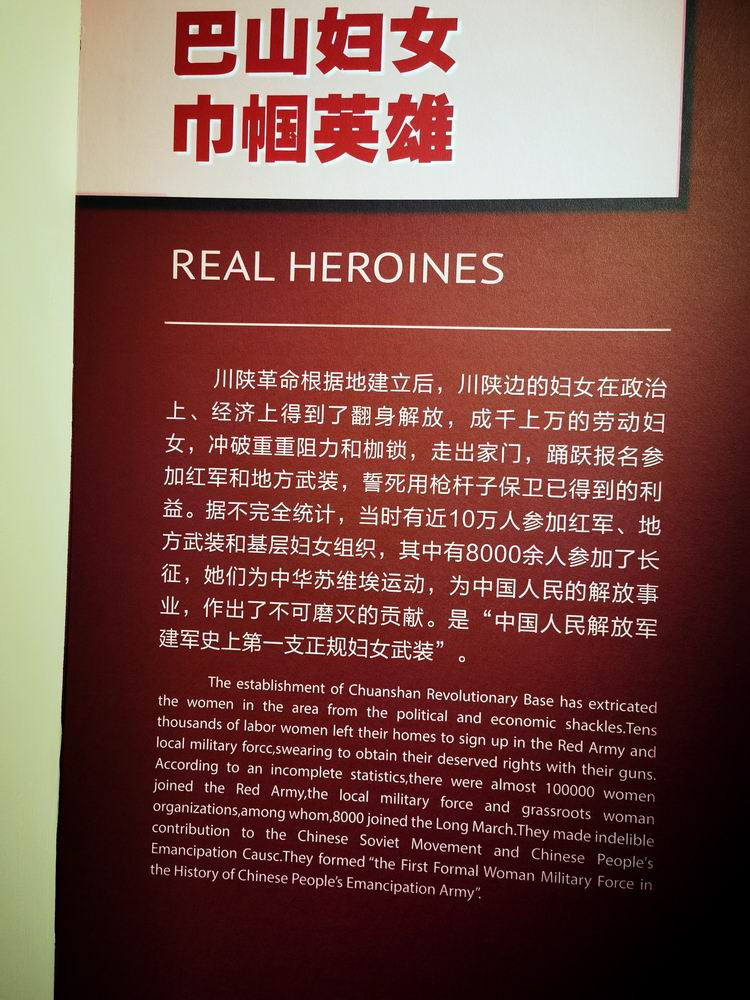 巴山妇女
巾帼英雄
REAL HEROINES
川陕革命根据地建立后，川陕边的妇女在政治
上、经济上得到了翻身解放，成千上万的劳动妇
女，冲破重重阻力和枷锁，走出家门，踊跃报名参
加红军和地方武装，誓死用枪杆子保卫已得到的利
益。据不完全统计，当时有近10万人参加红军、地
方武装和基层妇女组织，其中有8000余人参加了长
征，她们为中华苏维埃运动，为中国人民的解放事
业，作出了不可磨灭的贡献。是“中国人民解放军
建军史上第一支正规妇女武装”。
The establishment of Chuanshan Revolutionary Base has extricated
the women in the area from the political and economic shackles.Tens
thousands of labor women left their homes to sign up in the Red Army and
local military forcc,swearing to obtain their deserved rights with their guns.
According to an incomplete statistics,there were almost 100000 women
joined the Red Army,the local military force and grassroots woman
organizations,among whom,8000 joined the Long March.They made indelible
contribution to the Chinese Soviet Movement and Chinese People's
Emancipation Causc.They formed “the First Formal Woman Military Force in
the History of Chinese People's Emancipation Army”.